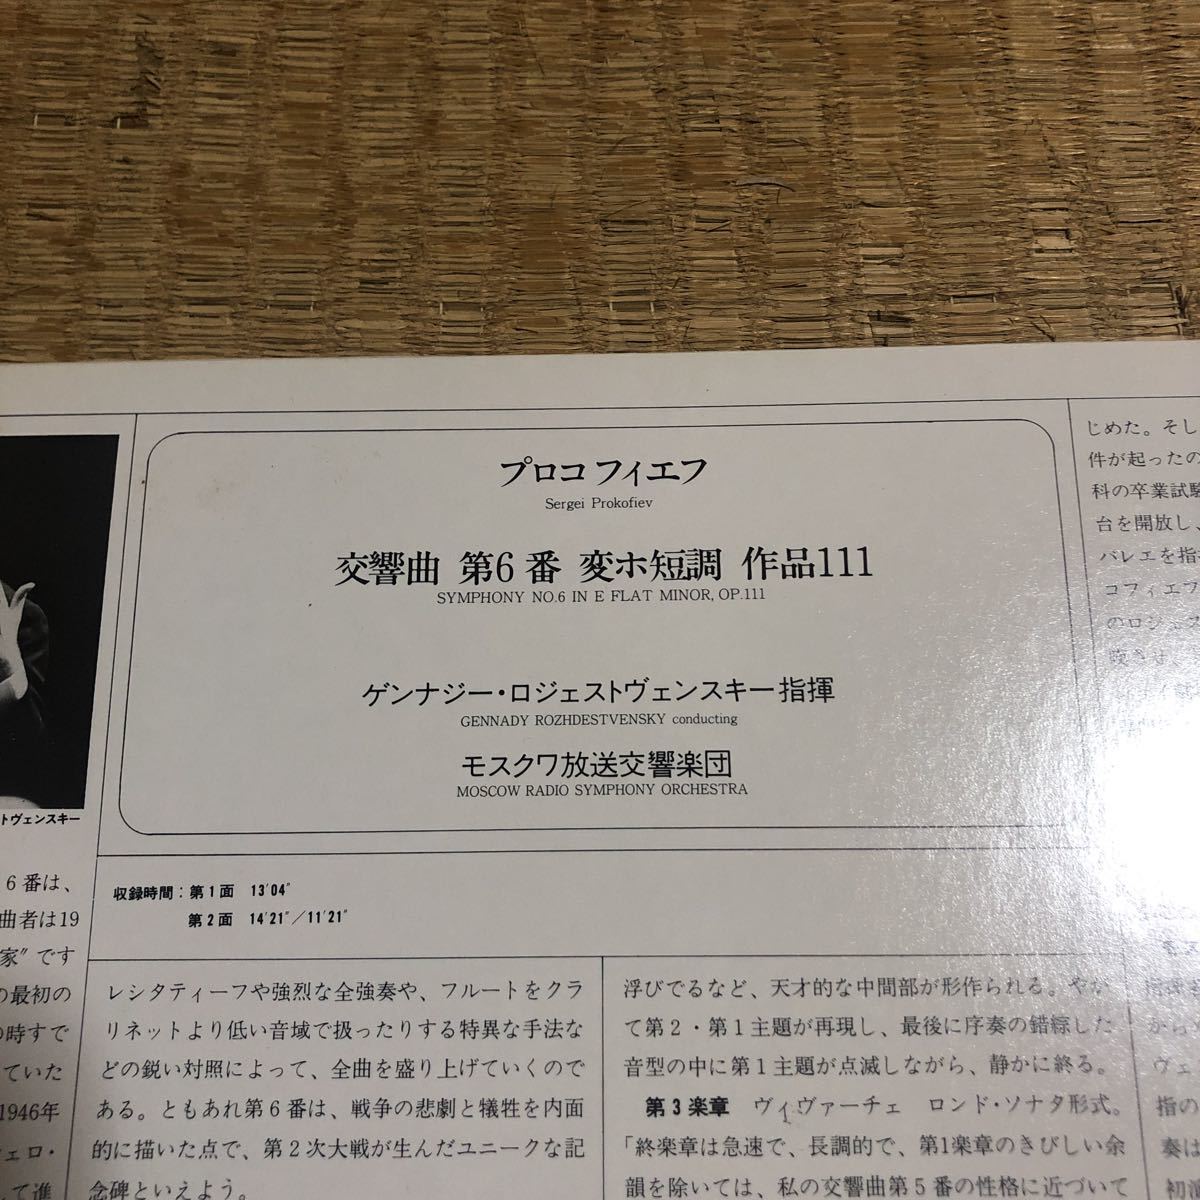 プロコフィエフ
Sergei Prokofiev
交響曲 第6番 変ホ短調 作品111
SYMPHONY NO.6 IN E FLAT MINOR, OP.111
ゲンナジー・ロジェストヴェンスキー指揮
GENNADY ROZHDESTVENSKY conducting
モスクワ放送交響楽団
MOSCOW RADIO SYMPHONY ORCHESTRA
収録時間:第1面 13′04″
第2面 14′21″/11′21″
トヴェンスキー
6番は、
曲者は19
家″です
の最初の
の時すで
ていた
1946年
ェロ・
て進
レシタティーフや強烈な全強奏や、フルートをクラ
リネットより低い音域で扱ったりする特異な手法な
どの鋭い対照によって、全曲を盛り上げていくので
ある。ともあれ第6番は、戦争の悲劇と犠牲を内面
的に描いた点で、第2次大戦が生んだユニークな記
念碑といえよう。
浮びでるなど、天才的な中間部が形作られる。やが
て第2・第1主題が再現し、最後に序奏の錯綜した
音型の中に第1主題が点滅しながら、静かに終る。
第3楽章 ヴィヴァーチェ ロンド・ソナタ形式。
「終楽章は急速で、長調的で、第1楽章のきびしい余
韻を除いては、私の交響曲第5番の性格に近づいて
じめた。そし
件が起ったの
科の卒業試験
台を開放し、
バレエを指
コフィエフ
のロジェス
から
ヴェ
指の
奏は
初演